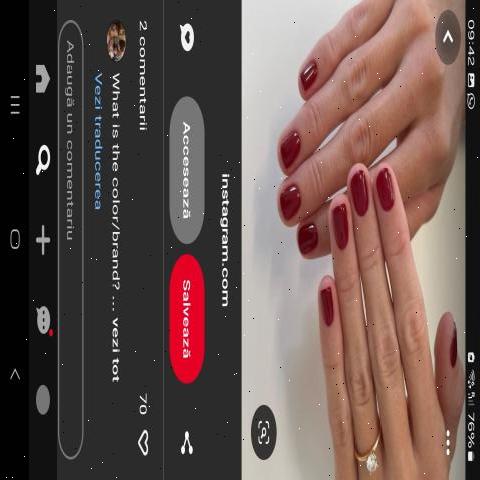 09:42
76%
instagram.com
Accesează
Salvează
2 comentarii
70
What is the color/brand? ... vezi tot
Vezi traducerea
Adaugă un comentariu